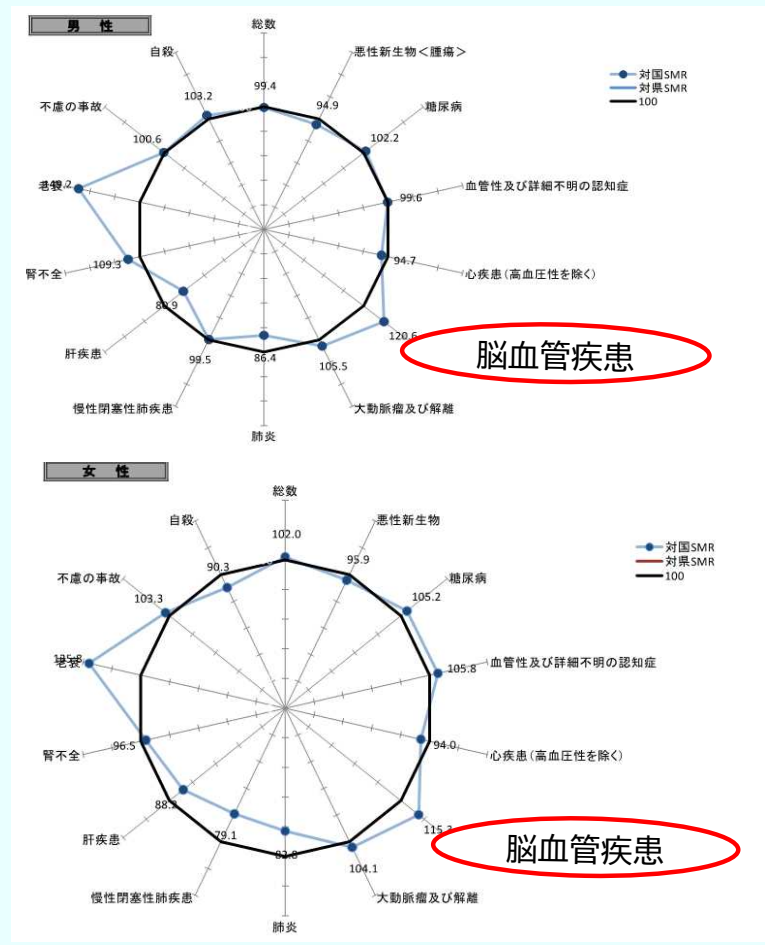 男 性
総数
自殺
悪性新生物<腫瘍>
99.4
対国SMR
対県SMR
100
103.2
94.9
不慮の事故
糖尿病
100.6
102.2
老衰
99.6
血管性及び詳細不明の認知症
109.3
94.7
腎不全
心疾患(高血圧性を除く)
80.9
120.6
肝疾患
脳血管疾患
99.5
86.4
105.5
慢性閉塞性肺疾患
大動脈瘤及び解離
肺炎
女 性
総数
自殺
悪性新生物
102.0
対国SMR
対県SMR
100
90.3
95.9
不慮の事故
糖尿病
103.3
105.2
135.8
老衰
105.8
血管性及び詳細不明の認知症
96.5
94.0
腎不全
心疾患(高血圧性を除く)
肝疾患
脳血管疾患
79.1
82.8
104.1
慢性閉塞性肺疾患
大動脈瘤及び解離
肺炎